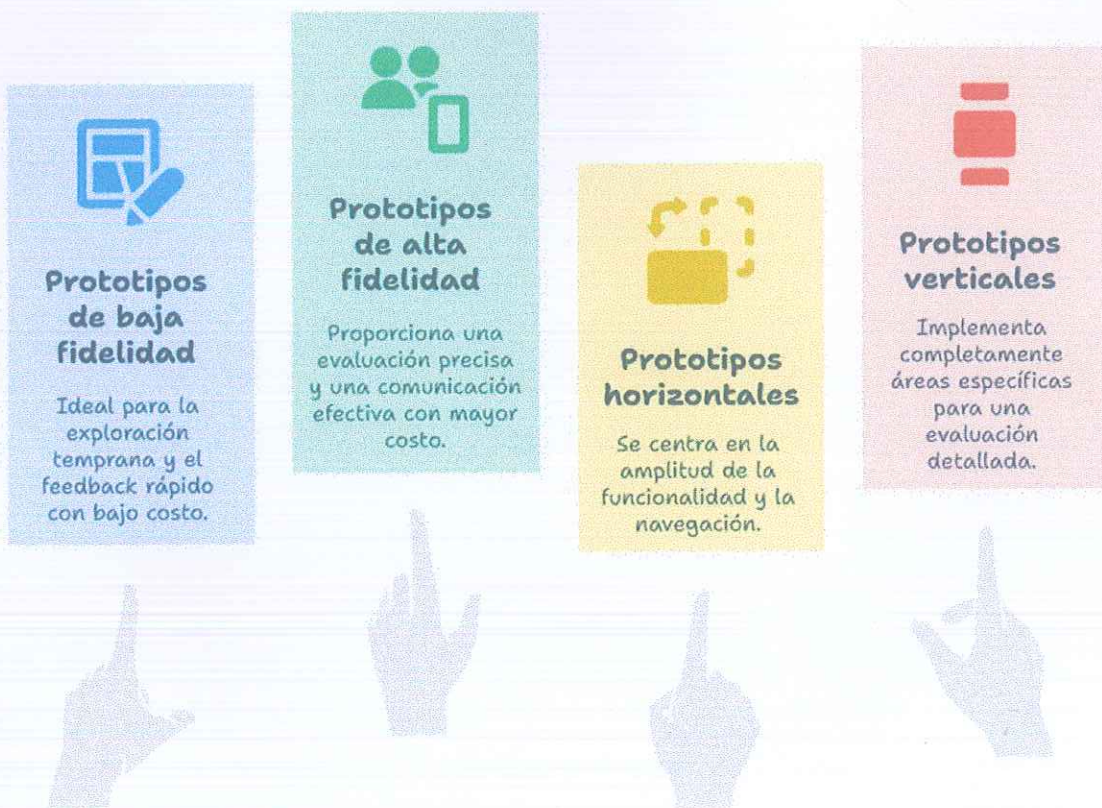 Prototipos
de baja
fidelidad
Ideal para la
exploración
temprana y el
feedback rápido
con bajo costo.
Prototipos
de alta
fidelidad
Proporciona una
evaluación precisa
y una comunicación
efectiva con mayor
costo.
Prototipos
horizontales
Se centra en la
amplitud de la
funcionalidad y la
navegación.
Prototipos
verticales
Implementa
completamente
áreas específicas
para una
evaluación
detallada.